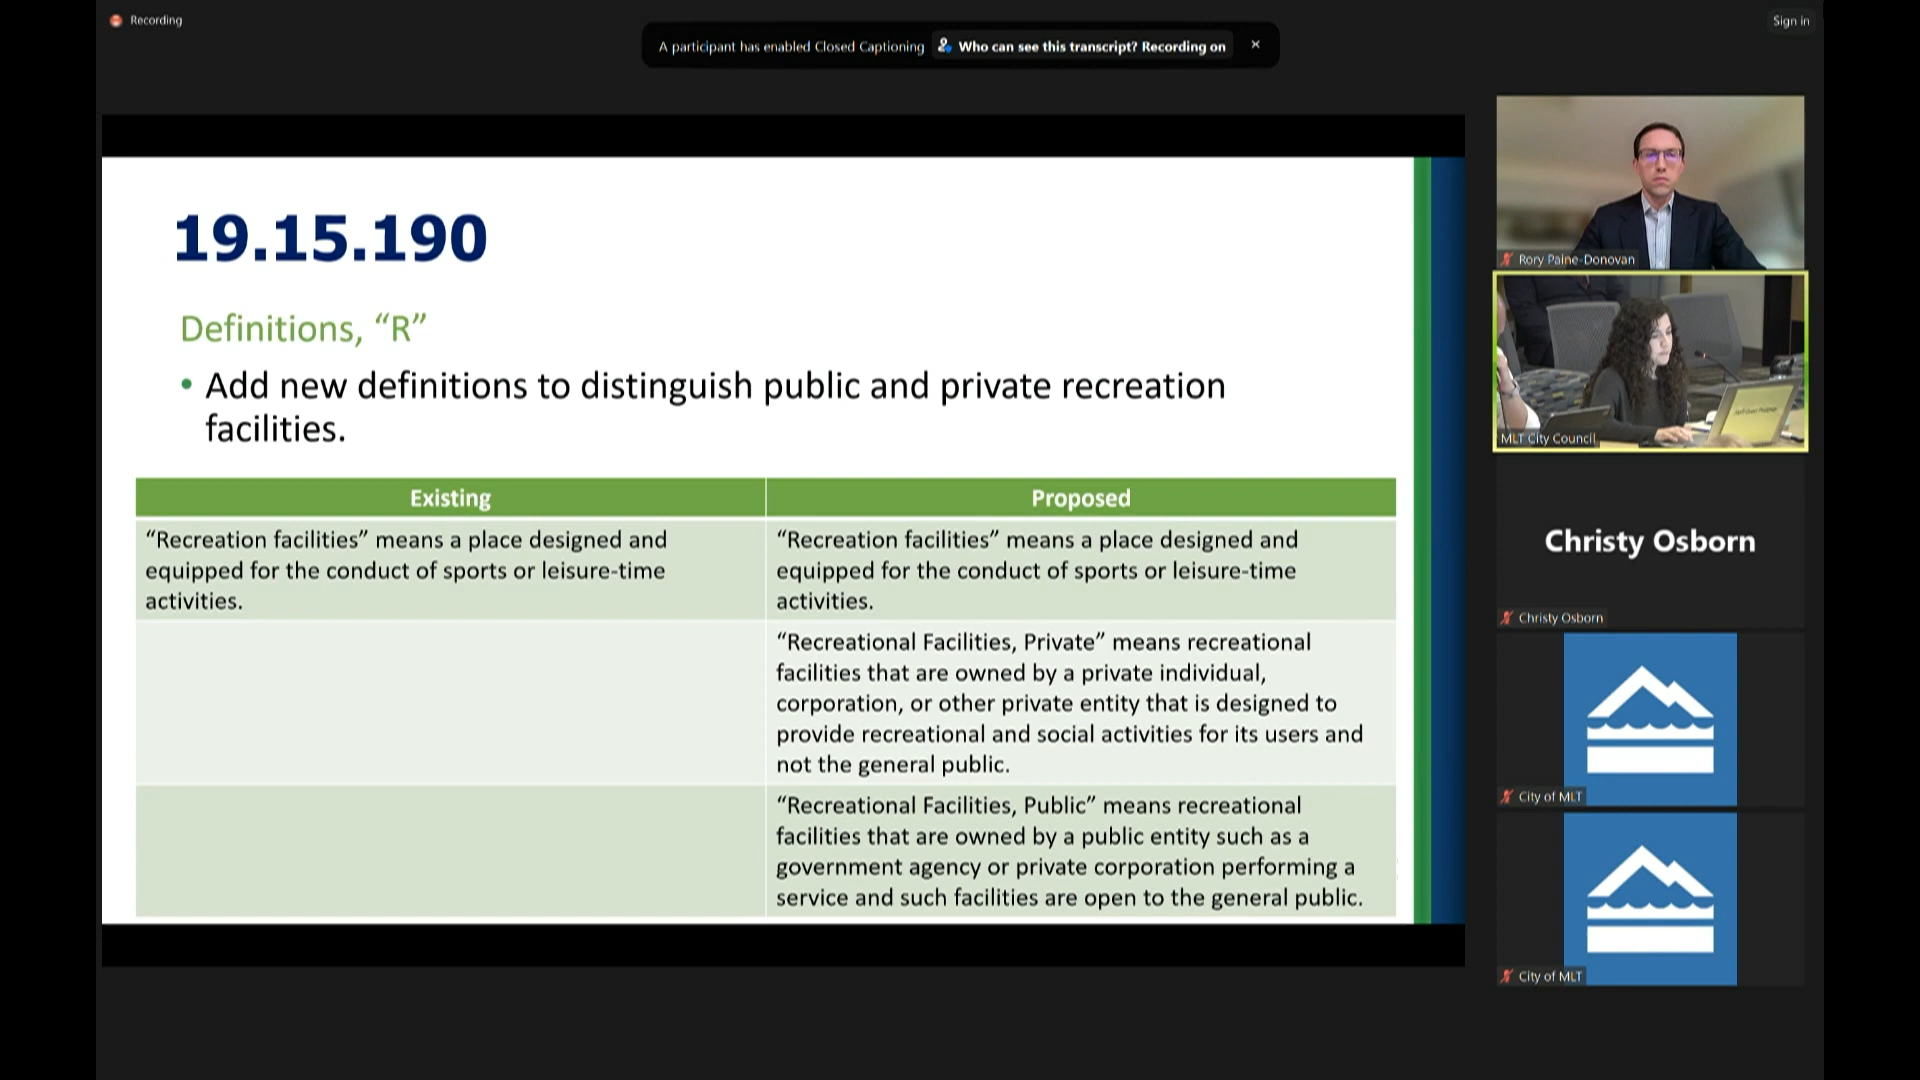 Recording
Sign in
A participant has enabled Closed Captioning Who can see this transcript? Recording on
19.15.190
Definitions, “R”
• Add new definitions to distinguish public and private recreation
facilities.
Existing
Proposed
“Recreation facilities” means a place designed and
equipped for the conduct of sports or leisure-time
activities.
“Recreation facilities” means a place designed and
equipped for the conduct of sports or leisure-time
activities.
“Recreational Facilities, Private” means recreational
facilities that are owned by a private individual,
corporation, or other private entity that is designed to
provide recreational and social activities for its users and
not the general public.
“Recreational Facilities, Public” means recreational
facilities that are owned by a public entity such as a
government agency or private corporation performing a
service and such facilities are open to the general public.
Rory Paine-Donovan
MLT City Council
Christy Osborn
Christy Osborn
City of MLT
City of MLT